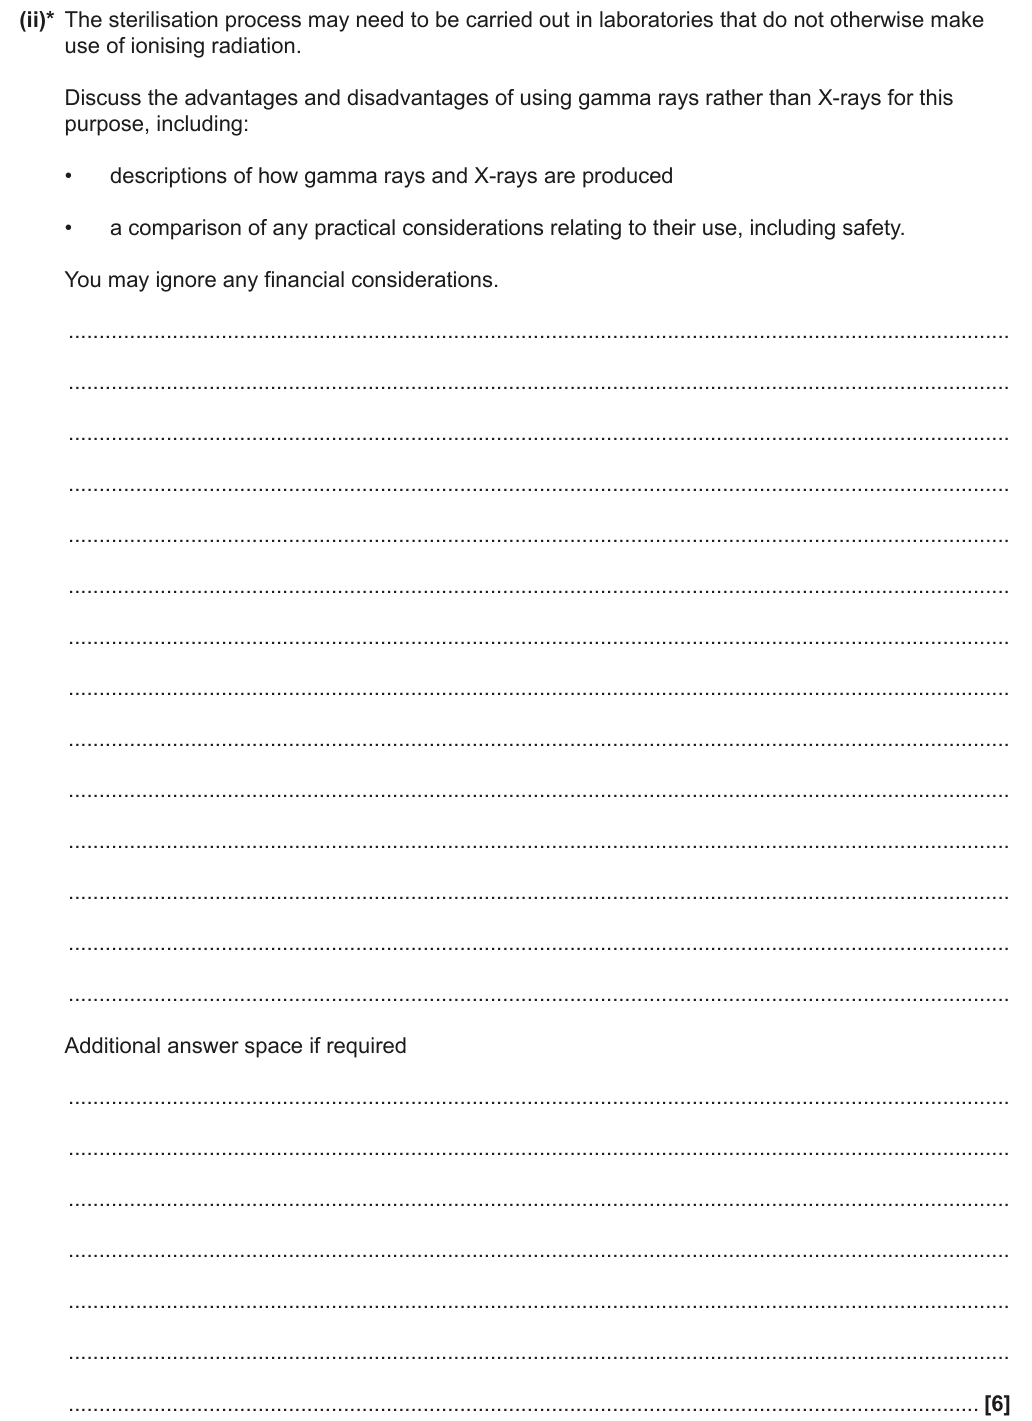 (ii)* The sterilisation process may need to be carried out in laboratories that do not otherwise make
use of ionising radiation.
Discuss the advantages and disadvantages of using gamma rays rather than X-rays for this
purpose, including:
• descriptions of how gamma rays and X-rays are produced
• a comparison of any practical considerations relating to their use, including safety.
You may ignore any financial considerations.
Additional answer space if required
[6]